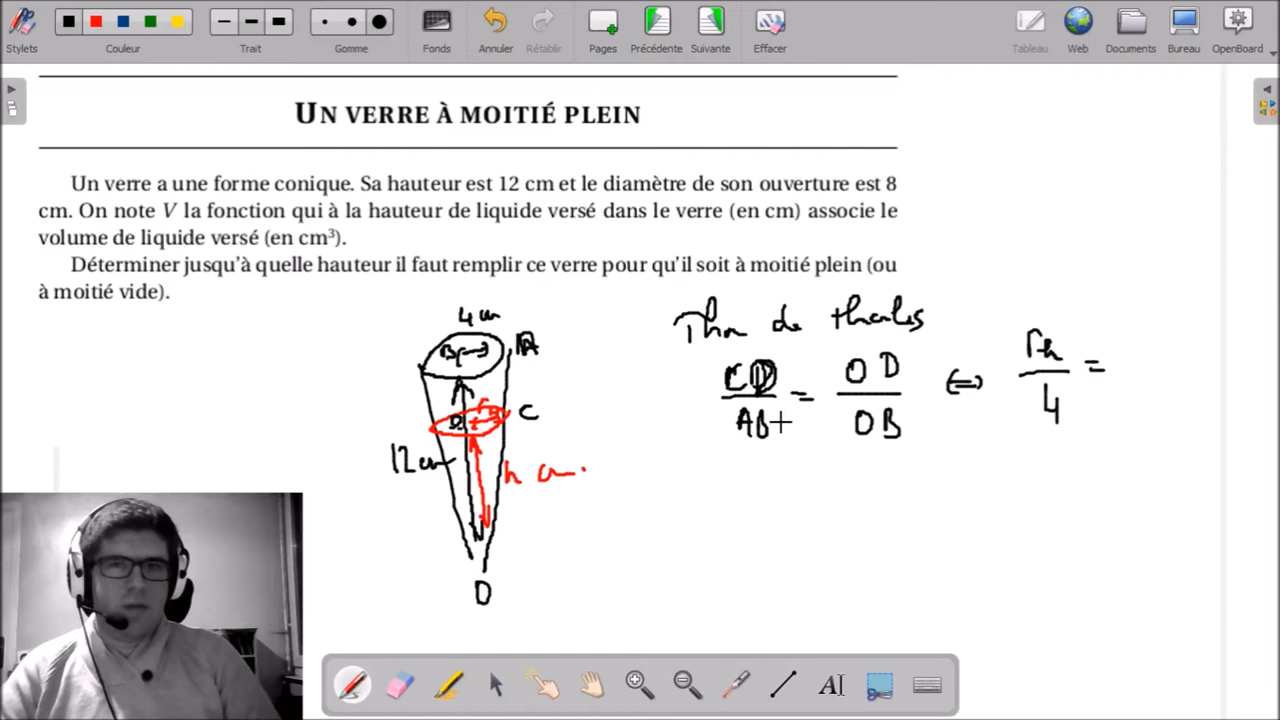 Stylets
Couleur
Trait
Gomme
Fonds
Annuler
Rétablir
Pages
Précédente
Suivante
Effacer
Tableau
Web
Documents
Bureau
OpenBoard
UN VERRE À MOITIÉ PLEIN
Un verre a une forme conique. Sa hauteur est 12 cm et le diamètre de son ouverture est 8
cm. On note V la fonction qui à la hauteur de liquide versé dans le verre (en cm) associe le
volume de liquide versé (en cm³).
Déterminer jusqu'à quelle hauteur il faut remplir ce verre pour qu'il soit à moitié plein (ou
à moitié vide).
4 cm
B
A
D
C
12 cm
h cm
O
Thm de thales
CD/AB = OD/OB ⇔ rh/4 =
AI